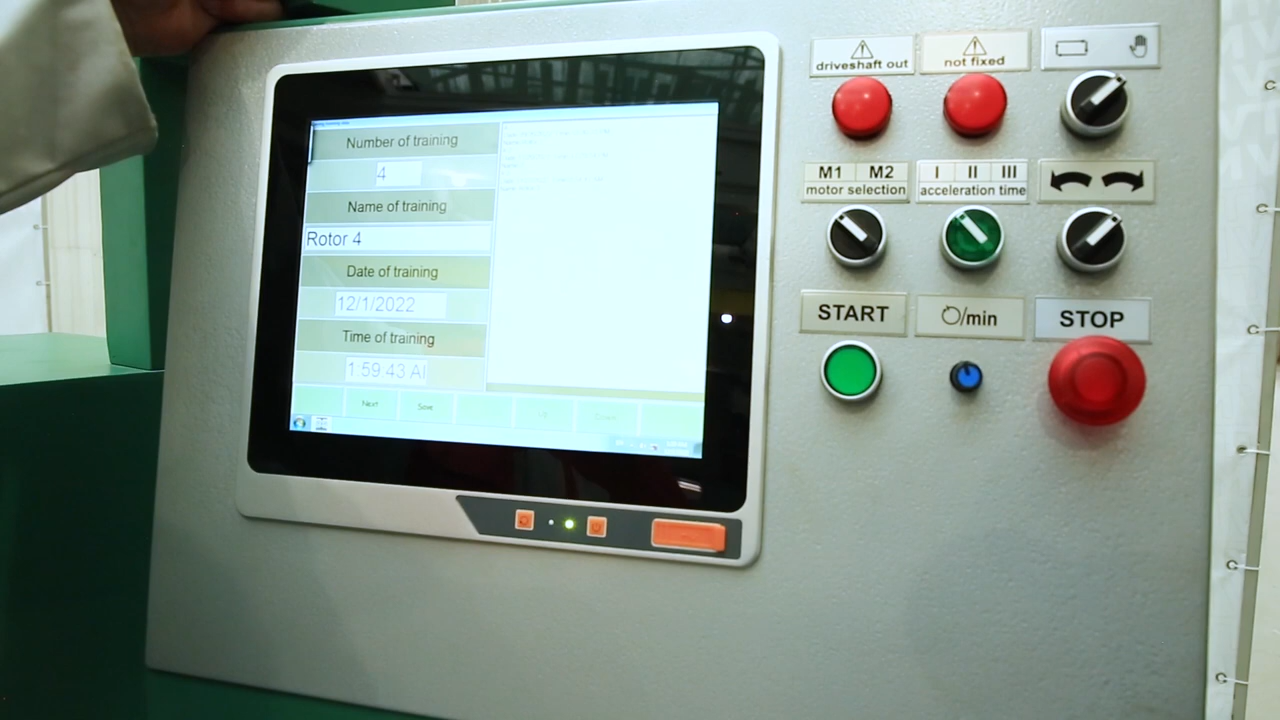 Number of training
4
Name of training
Rotor 4
Date of training
12/1/2022
Time of training
1:59:43 AI
Next
Save
driveshaft out
not fixed
M1 M2
motor selection
I II III
acceleration time
START
/min
STOP